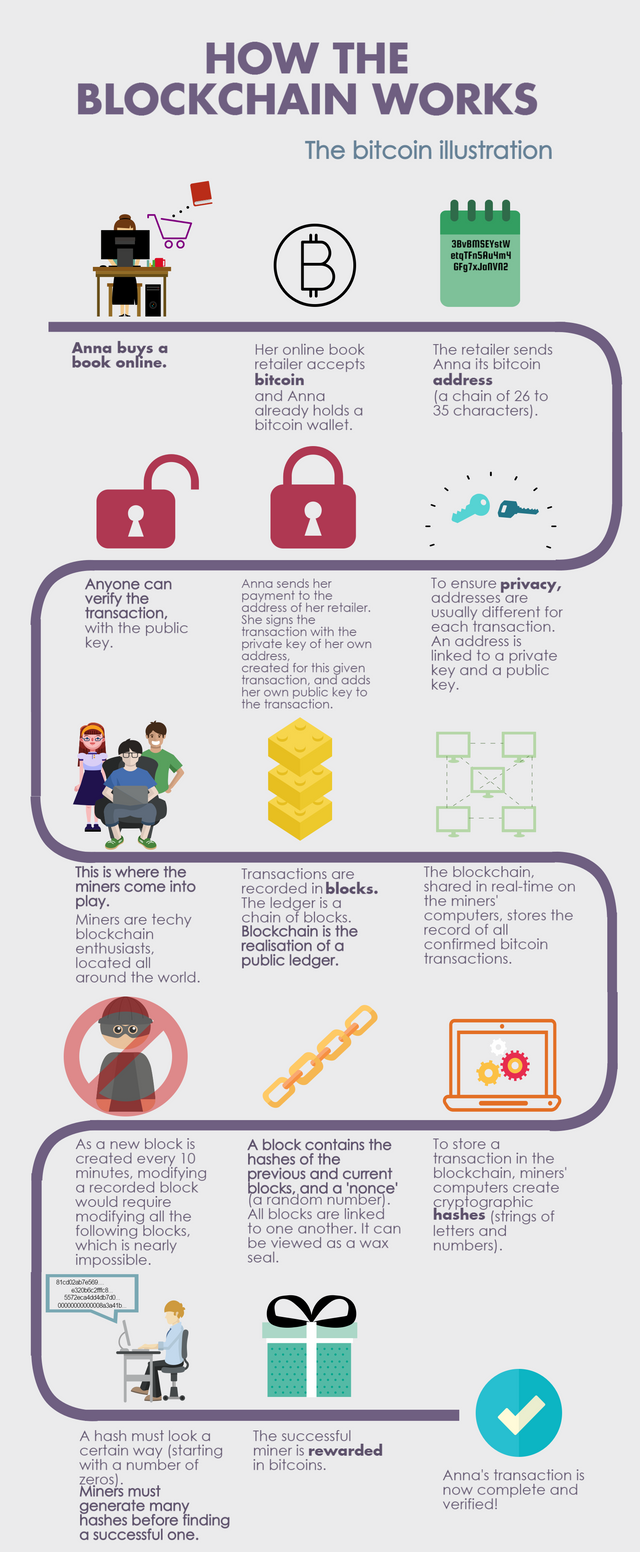 HOW THE
BLOCKCHAIN WORKS
The bitcoin illustration
3BvBMSEYstW
etqTFn5Au4m4
GFg7xJaNVN2
Anna buys a
book online.
Her online book
retailer accepts
bitcoin
and Anna
already holds a
bitcoin wallet.
The retailer sends
Anna its bitcoin
address
(a chain of 26 to
35 characters).
To ensure privacy,
addresses are
usually different for
each transaction.
An address is
linked to a private
key and a public
key.
Anna sends her
payment to the
address of her retailer.
She signs the
transaction with the
private key of her own
address,
created for this given
transaction, and adds
her own public key to
the transaction.
Anyone can
verify the
transaction,
with the public
key.
This is where the
miners come into
play.
Miners are techy
blockchain
enthusiasts,
located all
around the world.
Transactions are
recorded in blocks.
The ledger is a
chain of blocks.
Blockchain is the
realisation of a
public ledger.
The blockchain,
shared in real-time on
the miners'
computers, stores the
record of all
confirmed bitcoin
transactions.
To store a
transaction in the
blockchain, miners'
computers create
cryptographic
hashes (strings of
letters and
numbers).
A block contains the
hashes of the
previous and current
blocks, and a 'nonce'
(a random number).
All blocks are linked
to one another. It can
be viewed as a wax
seal.
As a new block is
created every 10
minutes, modifying
a recorded block
would require
modifying all the
following blocks,
which is nearly
impossible.
81cd02ab7e569...
e320b6c2fffc8...
5572eca4dd4db7d0...
0000000000008a3a41b...
A hash must look a
certain way (starting
with a number of
zeros).
Miners must
generate many
hashes before finding
a successful one.
The successful
miner is rewarded
in bitcoins.
Anna's transaction is
now complete and
verified!